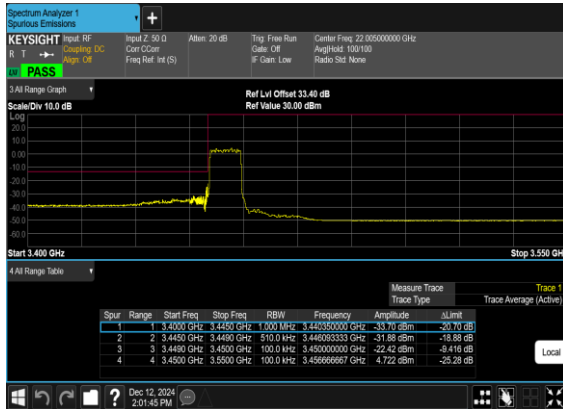 Spectrum Analyzer 1
Spurious Emissions
KEYSIGHT Input: RF Input Z: 50 Ω Atten: 20 dB Trig: Free Run Center Freq: 22.005000000 GHz
R T Coupling: DC Corr CCorr Gate: Off Avg|Hold: 100/100
Align: Off Freq Ref: Int (S) IF Gain: Low Radio Std: None
PASS
3 All Range Graph
Ref Lvl Offset 33.40 dB
Scale/Div 10.0 dB Ref Value 30.00 dBm
Log
20.0
10.0
0.00
-10.0
-20.0
-30.0
-40.0
-50.0
-60.0
Start 3.400 GHz Stop 3.550 GH
4 All Range Table
Measure Trace Trace 1
Trace Type Trace Average (Active)
Spur Range Start Freq Stop Freq RBW Frequency Amplitude ΔLimit
1 1 3.4000 GHz 3.4450 GHz 1.000 MHz 3.440350000 GHz -33.70 dBm -20.70 dB
2 2 3.4450 GHz 3.4490 GHz 510.0 kHz 3.446093333 GHz -31.88 dBm -18.88 dB
3 3 3.4490 GHz 3.4500 GHz 100.0 kHz 3.450000000 GHz -22.42 dBm -9.416 dB
4 4 3.4500 GHz 3.5500 GHz 100.0 kHz 3.456666667 GHz 4.722 dBm -25.28 dB
Local
?
Dec 12, 2024
2:01:45 PM